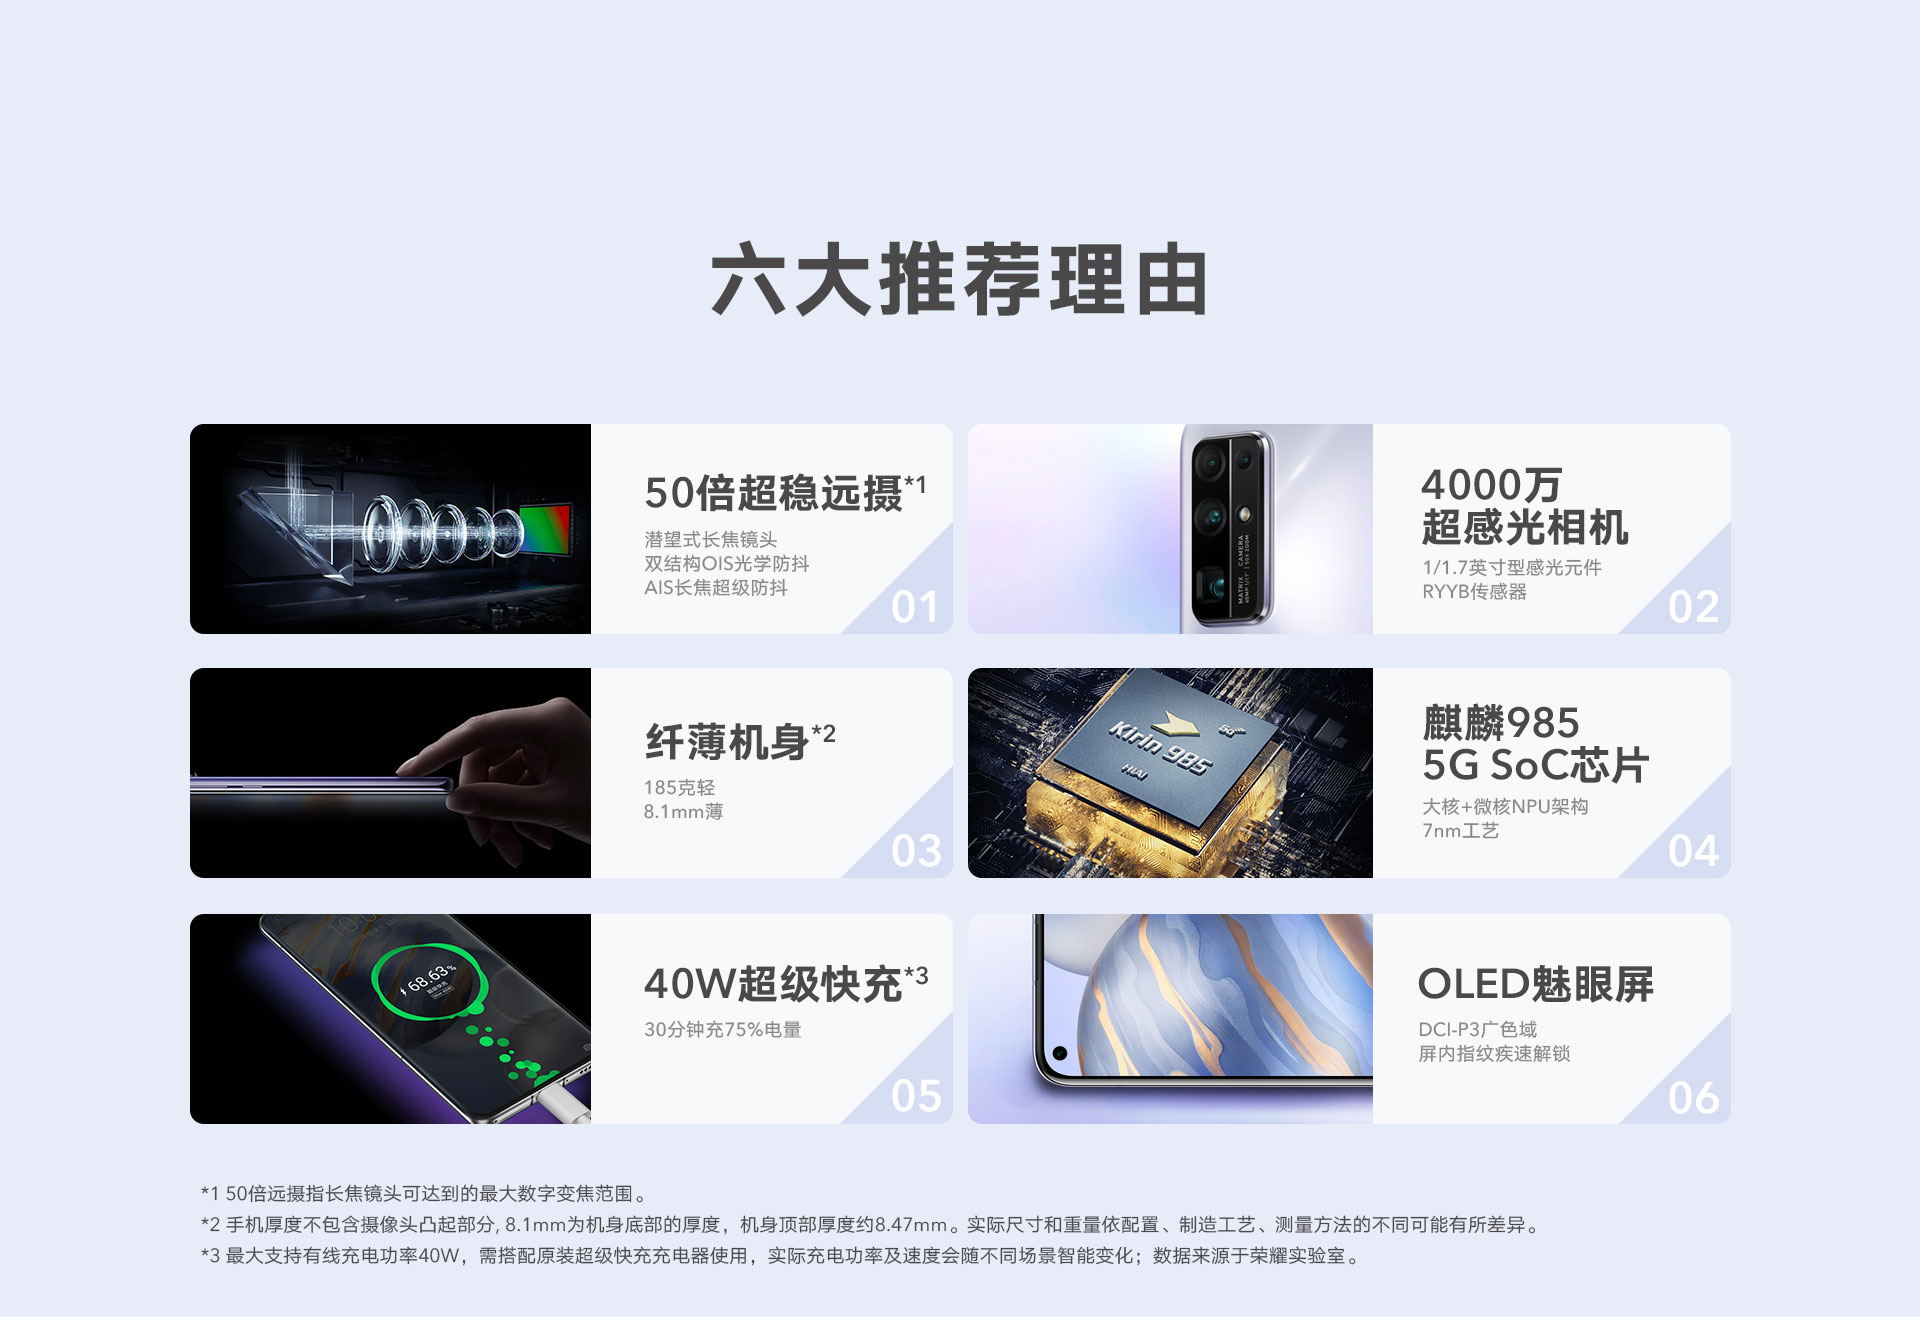 六大推荐理由
50倍超稳远摄*1
潜望式长焦镜头
双结构OIS光学防抖
AIS长焦超级防抖
01
MATRIX CAMERA
4000万
超感光相机
1/1.7英寸型感光元件
RYYB传感器
02
纤薄机身*2
185克轻
8.1mm薄
03
Kirin 985
5G
HiAI
麒麟985
5G SoC芯片
大核+微核NPU架构
7nm工艺
04
68.63%
超级快充
40W超级快充*3
30分钟充75%电量
05
OLED魅眼屏
DCI-P3广色域
屏内指纹疾速解锁
06
*1 50倍远摄指长焦镜头可达到的最大数字变焦范围。
*2 手机厚度不包含摄像头凸起部分, 8.1mm为机身底部的厚度，机身顶部厚度约8.47mm。实际尺寸和重量依配置、制造工艺、测量方法的不同可能有所差异。
*3 最大支持有线充电功率40W，需搭配原装超级快充充电器使用，实际充电功率及速度会随不同场景智能变化；数据来源于荣耀实验室。